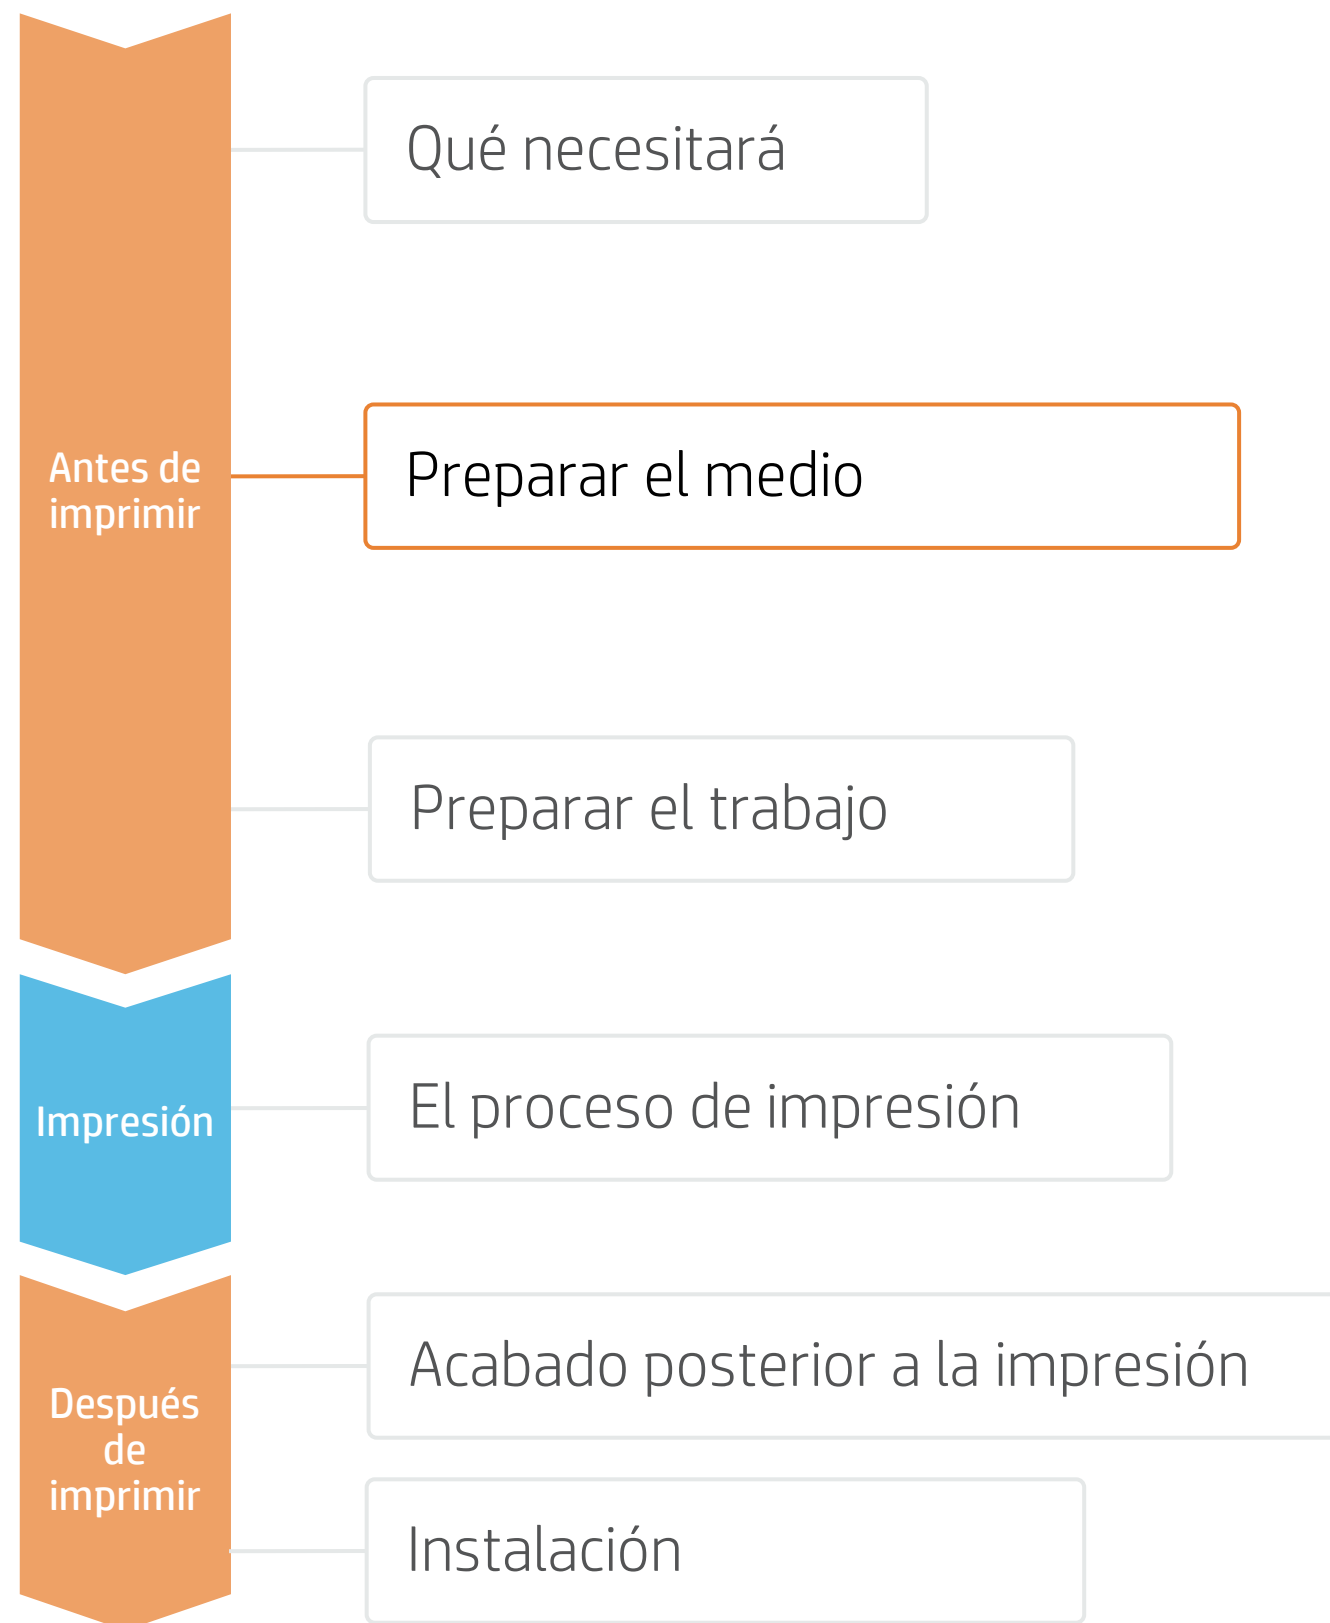 Qué necesitará
Antes de
imprimir
Preparar el medio
Preparar el trabajo
Impresión
El proceso de impresión
Después
de
imprimir
Acabado posterior a la impresión
Instalación